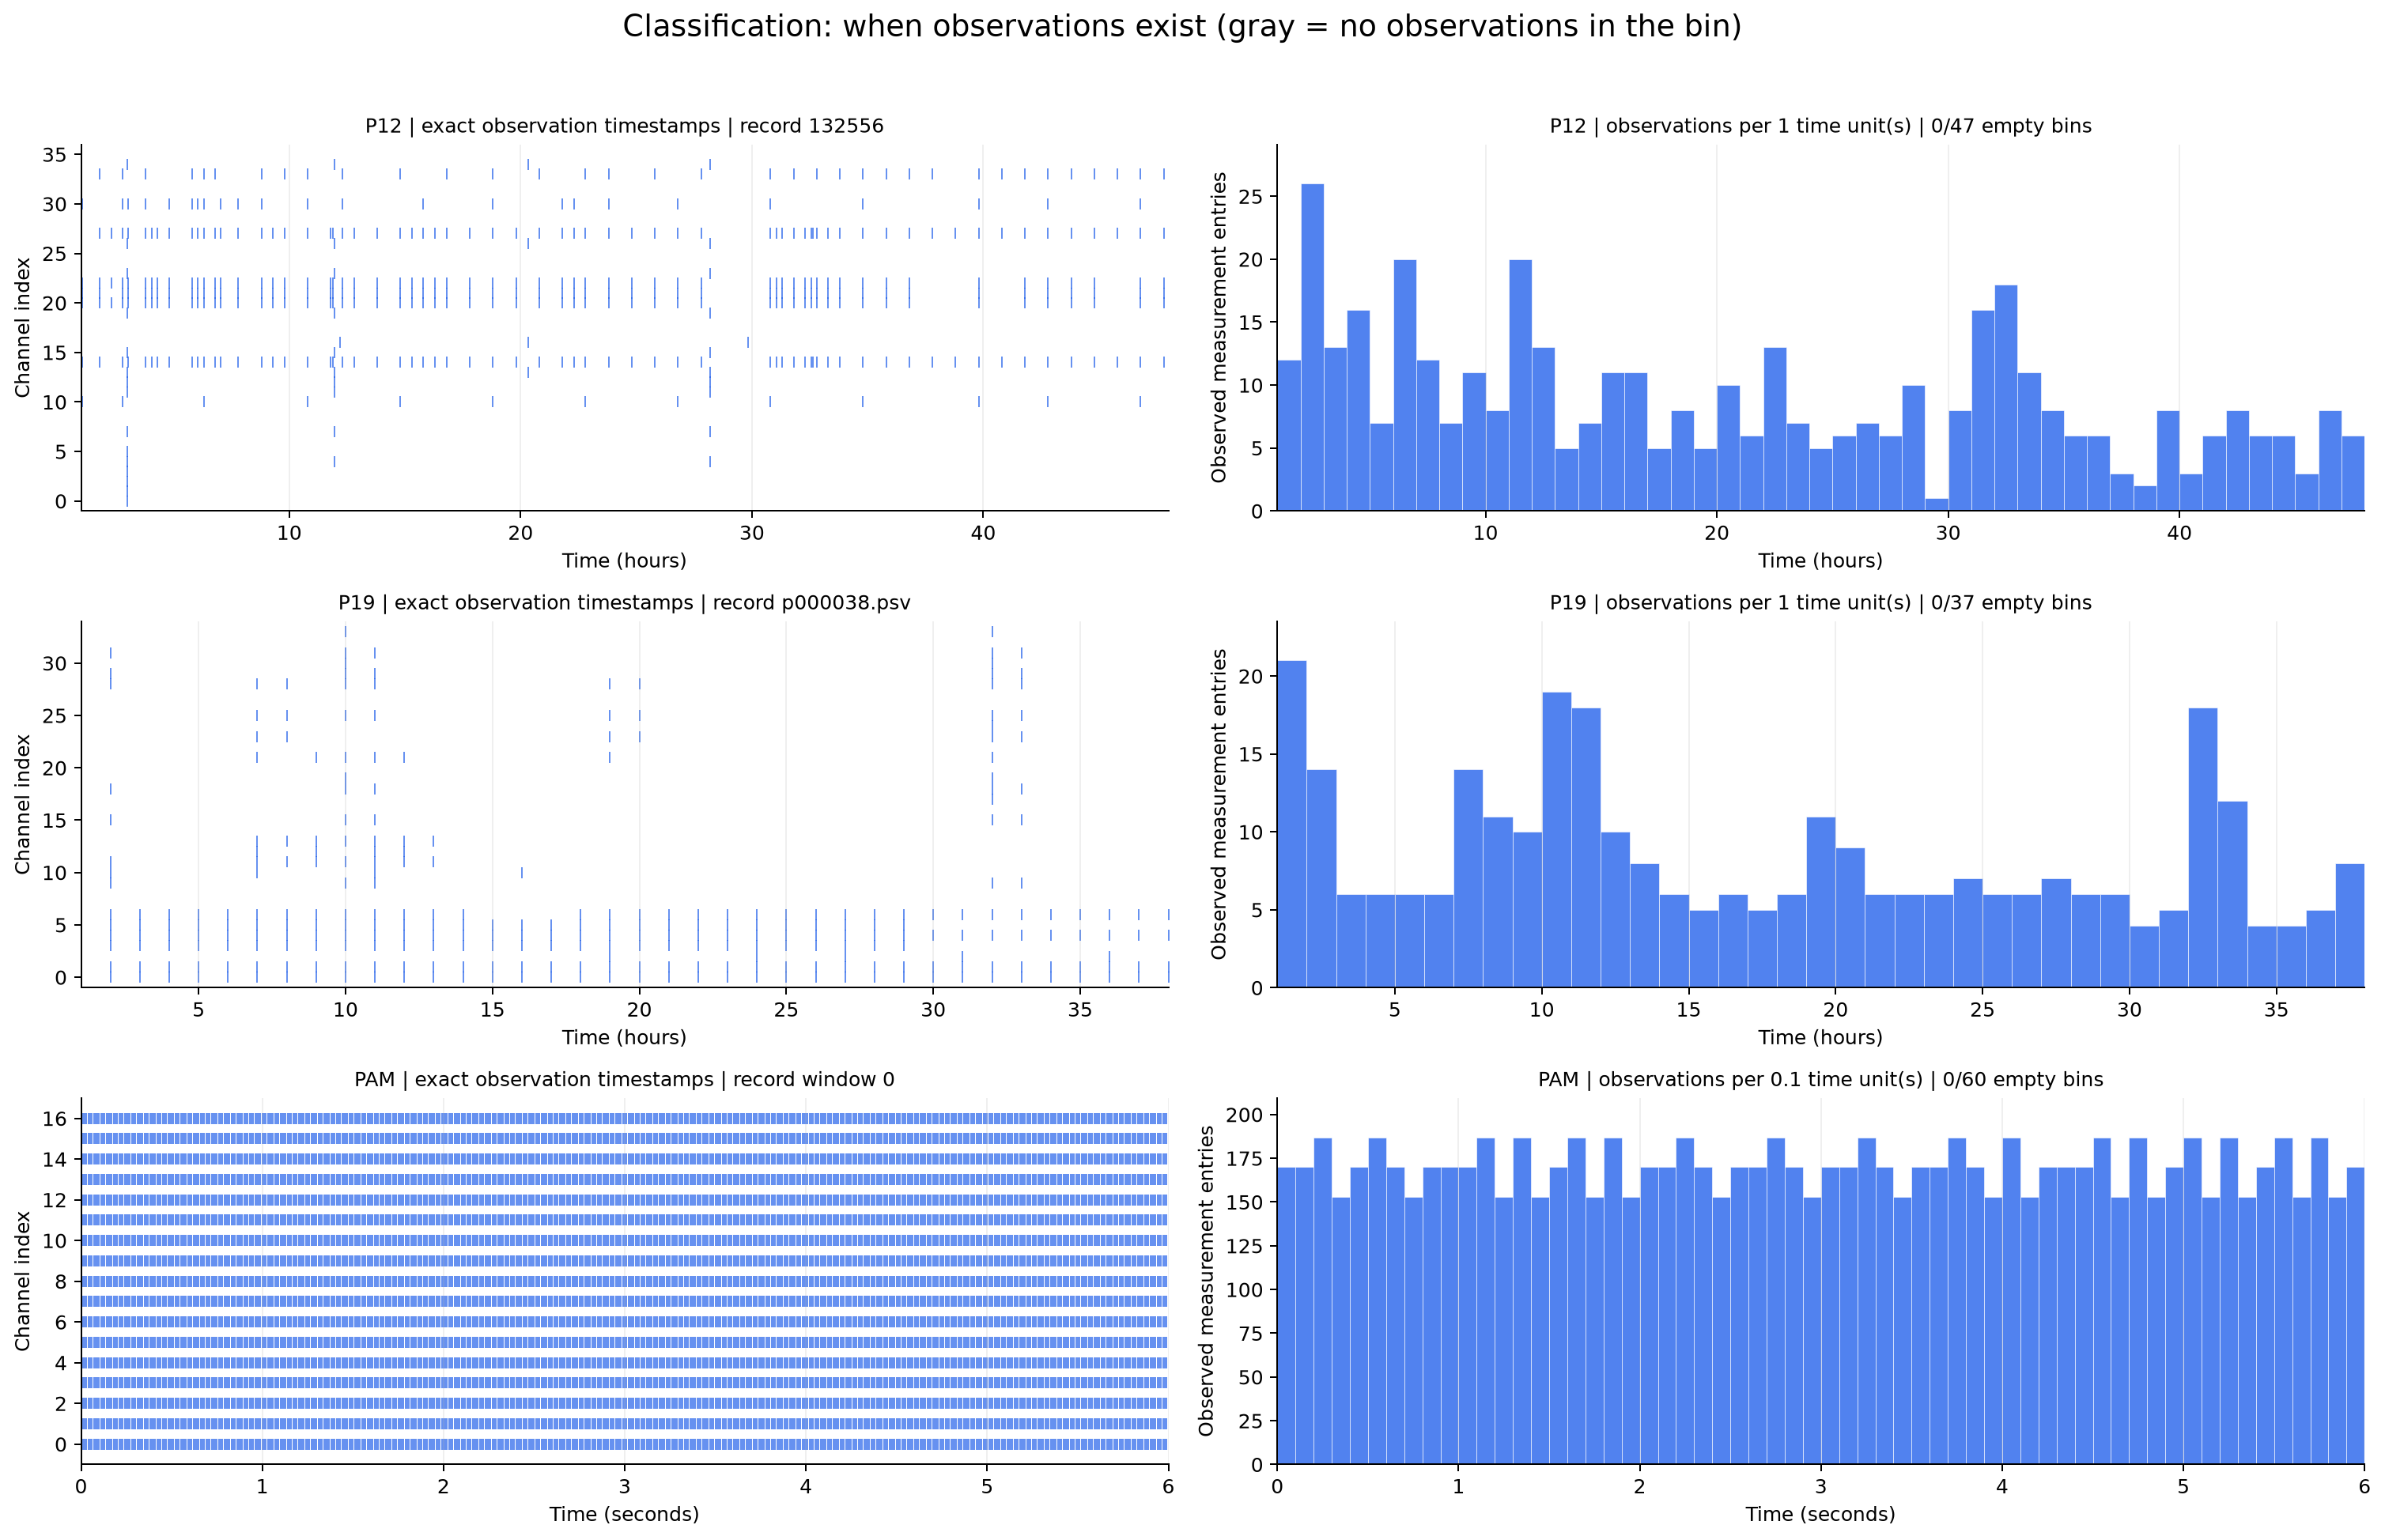 Classification: when observations exist (gray = no observations in the bin)
P12 | exact observation timestamps | record 132556
Channel index
35
30
25
20
15
10
5
0
10 20 30 40
Time (hours)
P12 | observations per 1 time unit(s) | 0/47 empty bins
Observed measurement entries
25
20
15
10
5
0
10 20 30 40
Time (hours)
P19 | exact observation timestamps | record p000038.psv
Channel index
30
25
20
15
10
5
0
5 10 15 20 25 30 35
Time (hours)
P19 | observations per 1 time unit(s) | 0/37 empty bins
Observed measurement entries
20
15
10
5
0
5 10 15 20 25 30 35
Time (hours)
PAM | exact observation timestamps | record window 0
Channel index
16
14
12
10
8
6
4
2
0
0 1 2 3 4 5 6
Time (seconds)
PAM | observations per 0.1 time unit(s) | 0/60 empty bins
Observed measurement entries
200
175
150
125
100
75
50
25
0
0 1 2 3 4 5 6
Time (seconds)